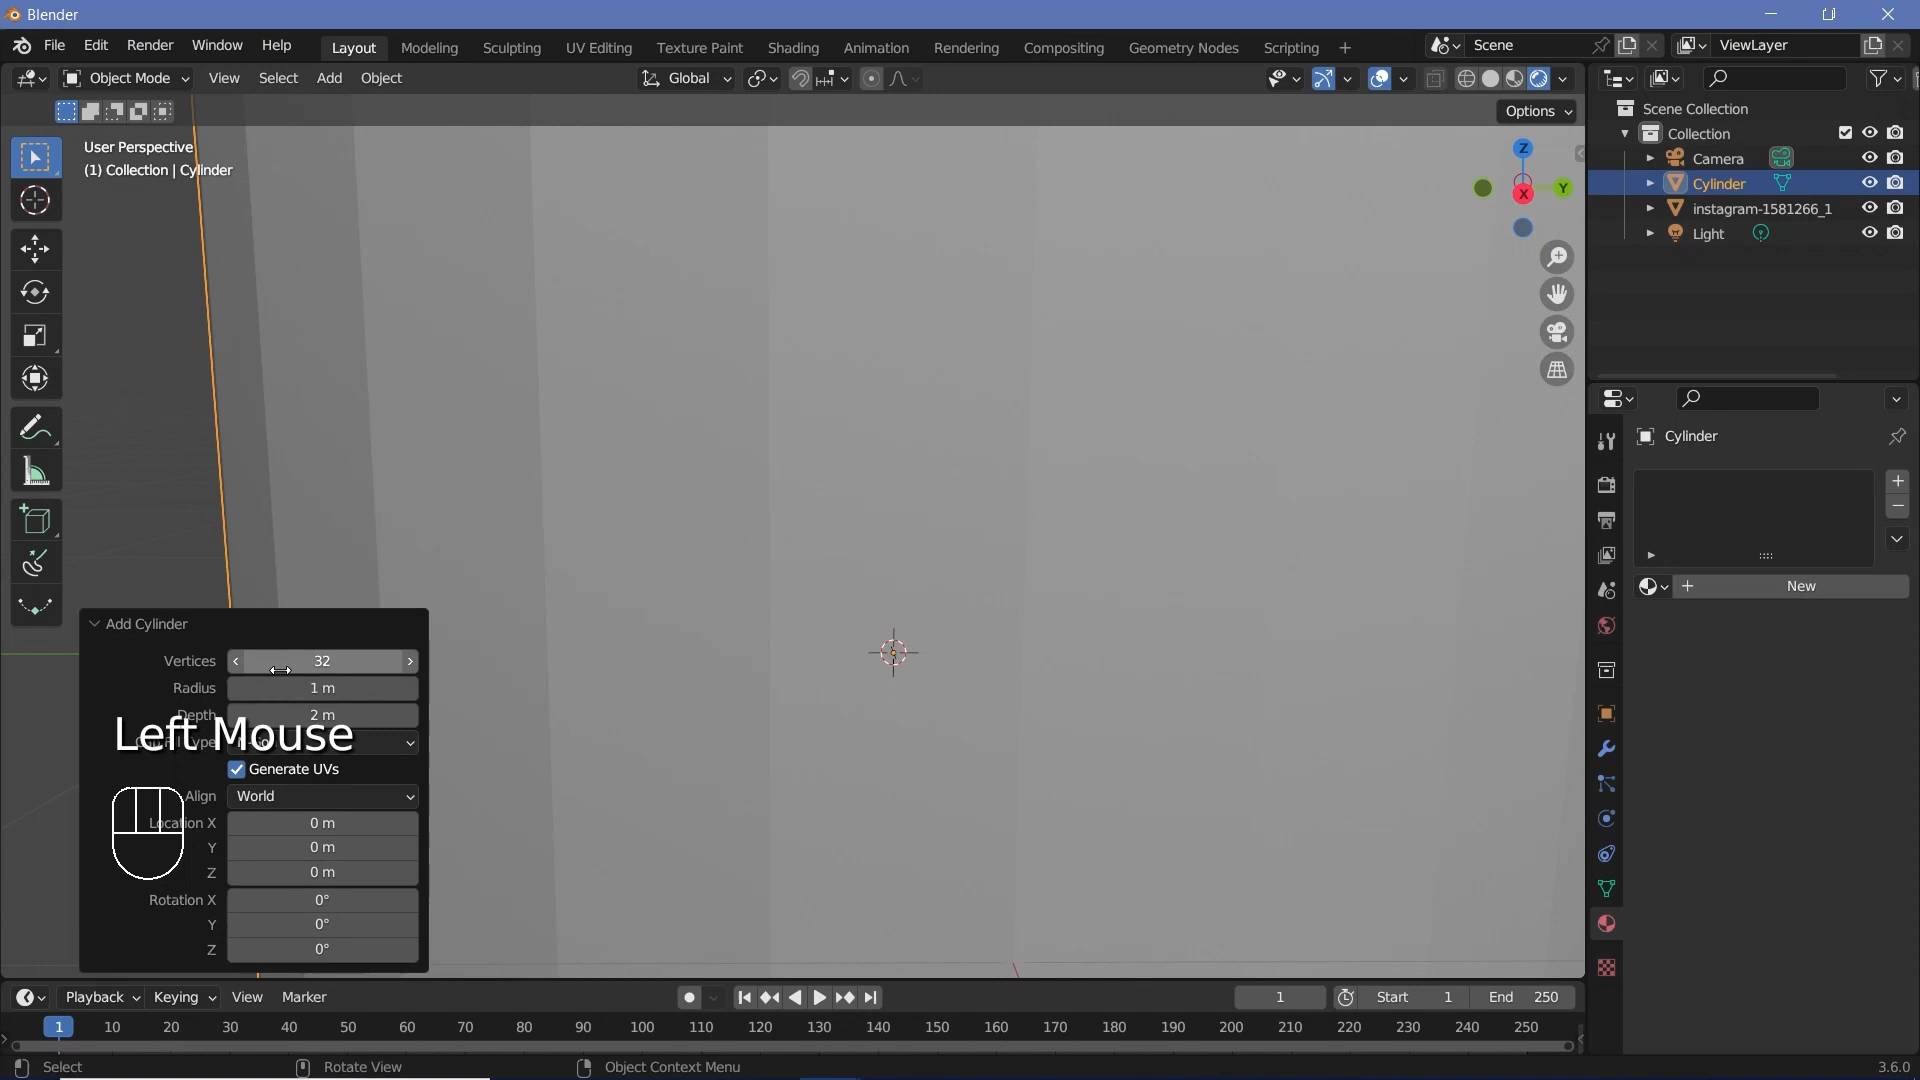 Blender
File Edit Render Window Help
Layout Modeling Sculpting UV Editing Texture Paint Shading Animation Rendering Compositing Geometry Nodes Scripting +
Scene
ViewLayer
Object Mode View Select Add Object
Global
Options
User Perspective
(1) Collection | Cylinder
Z
Y
X
Scene Collection
Collection
Camera
Cylinder
instagram-1581266_1
Light
Cylinder
New
Add Cylinder
Vertices 32
Radius 1 m
Depth 2 m
Left Mouse
Generate UVs
Align World
Location X 0 m
Y 0 m
Z 0 m
Rotation X 0°
Y 0°
Z 0°
Playback Keying View Marker
1 Start 1 End 250
1 10 20 30 40 50 60 70 80 90 100 110 120 130 140 150 160 170 180 190 200 210 220 230 240 250
Select Rotate View Object Context Menu 3.6.0